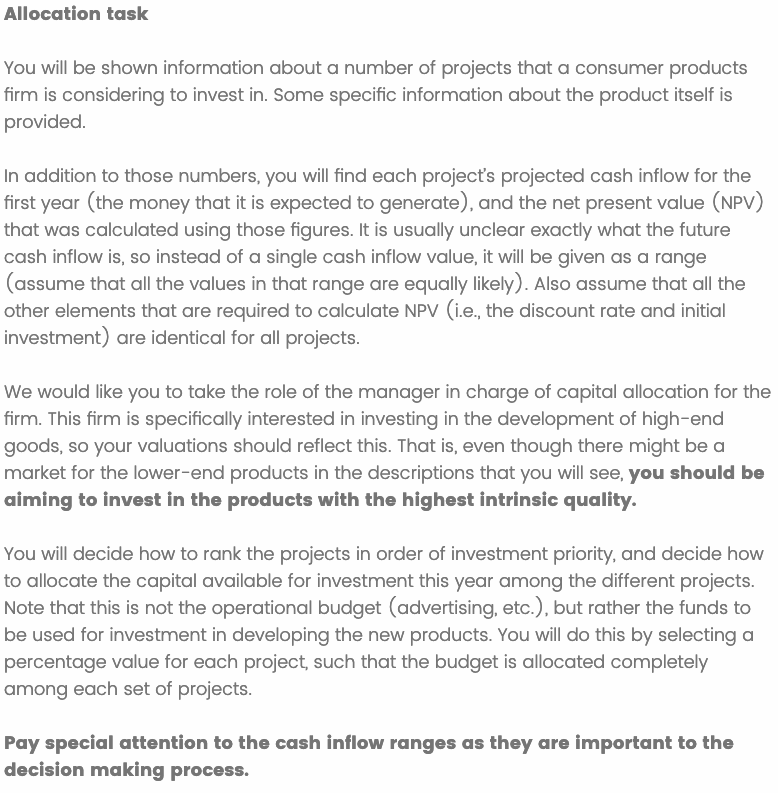 Allocation task
You will be shown information about a number of projects that a consumer products
firm is considering to invest in. Some specific information about the product itself is
provided.
In addition to those numbers, you will find each project's projected cash inflow for the
first year (the money that it is expected to generate), and the net present value (NPV)
that was calculated using those figures. It is usually unclear exactly what the future
cash inflow is, so instead of a single cash inflow value, it will be given as a range
(assume that all the values in that range are equally likely). Also assume that all the
other elements that are required to calculate NPV (i.e., the discount rate and initial
investment) are identical for all projects.
We would like you to take the role of the manager in charge of capital allocation for the
firm. This firm is specifically interested in investing in the development of high-end
goods, so your valuations should reflect this. That is, even though there might be a
market for the lower-end products in the descriptions that you will see, you should be
aiming to invest in the products with the highest intrinsic quality.
You will decide how to rank the projects in order of investment priority, and decide how
to allocate the capital available for investment this year among the different projects.
Note that this is not the operational budget (advertising, etc.), but rather the funds to
be used for investment in developing the new products. You will do this by selecting a
percentage value for each project, such that the budget is allocated completely
among each set of projects.
Pay special attention to the cash inflow ranges as they are important to the
decision making process.